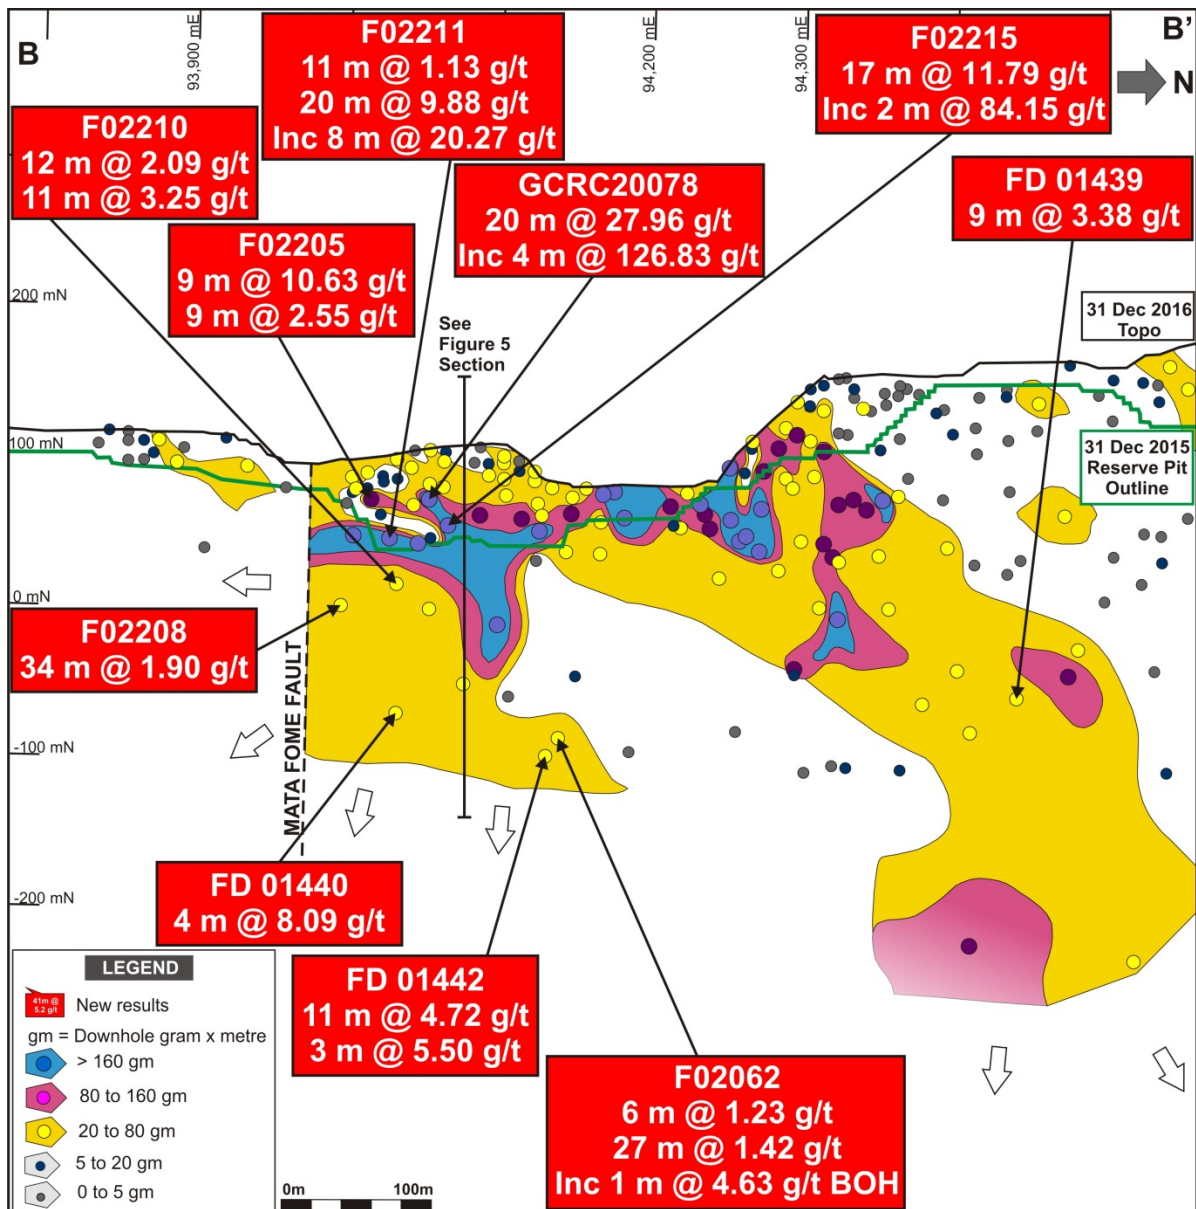 B
93,900 mE
94,200 mE
94,300 mE
B'
N
F02211
11 m @ 1.13 g/t
20 m @ 9.88 g/t
Inc 8 m @ 20.27 g/t
F02215
17 m @ 11.79 g/t
Inc 2 m @ 84.15 g/t
F02210
12 m @ 2.09 g/t
11 m @ 3.25 g/t
GCRC20078
20 m @ 27.96 g/t
Inc 4 m @ 126.83 g/t
FD 01439
9 m @ 3.38 g/t
F02205
9 m @ 10.63 g/t
9 m @ 2.55 g/t
200 mN
See
Figure 5
Section
31 Dec 2016
Topo
100 mN
31 Dec 2015
Reserve Pit
Outline
0 mN
F02208
34 m @ 1.90 g/t
MATA FOME FAULT
-100 mN
FD 01440
4 m @ 8.09 g/t
-200 mN
FD 01442
11 m @ 4.72 g/t
3 m @ 5.50 g/t
F02062
6 m @ 1.23 g/t
27 m @ 1.42 g/t
Inc 1 m @ 4.63 g/t BOH
LEGEND
41m @
5.2 g/t
New results
gm = Downhole gram x metre
> 160 gm
80 to 160 gm
20 to 80 gm
5 to 20 gm
0 to 5 gm
0m 100m